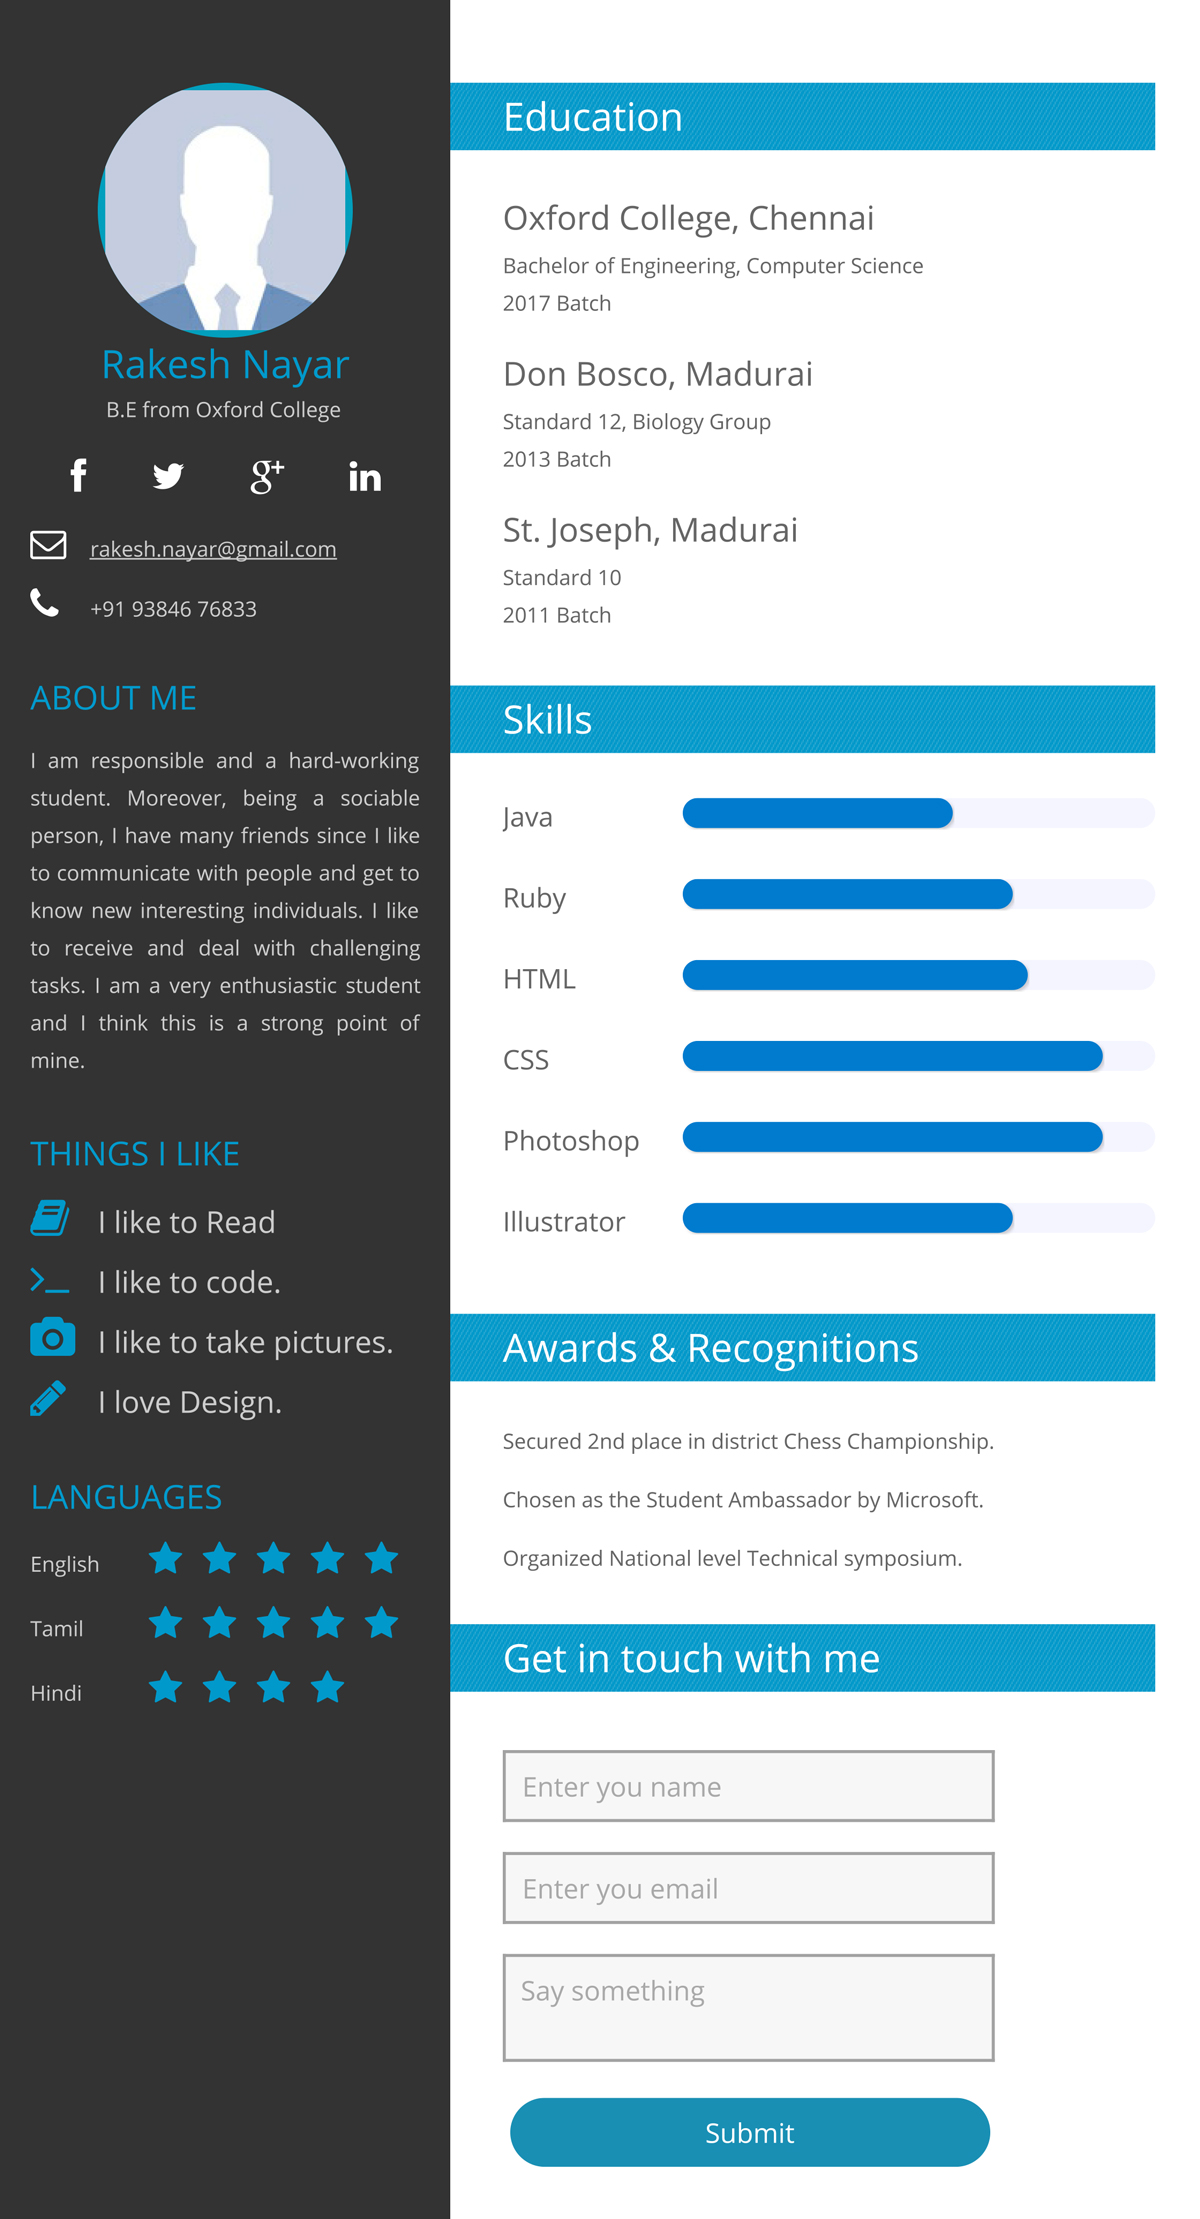 Rakesh Nayar
B.E from Oxford College
f
g+
in
rakesh.nayar@gmail.com
+91 93846 76833
ABOUT ME
I am responsible and a hard-working
student. Moreover, being a sociable
person, I have many friends since I like
to communicate with people and get to
know new interesting individuals. I like
to receive and deal with challenging
tasks. I am a very enthusiastic student
and I think this is a strong point of
mine.
THINGS I LIKE
I like to Read
I like to code.
I like to take pictures.
I love Design.
LANGUAGES
English
Tamil
Hindi
Education
Oxford College, Chennai
Bachelor of Engineering, Computer Science
2017 Batch
Don Bosco, Madurai
Standard 12, Biology Group
2013 Batch
St. Joseph, Madurai
Standard 10
2011 Batch
Skills
Java
Ruby
HTML
CSS
Photoshop
Illustrator
Awards & Recognitions
Secured 2nd place in district Chess Championship.
Chosen as the Student Ambassador by Microsoft.
Organized National level Technical symposium.
Get in touch with me
Enter you name
Enter you email
Say something
Submit